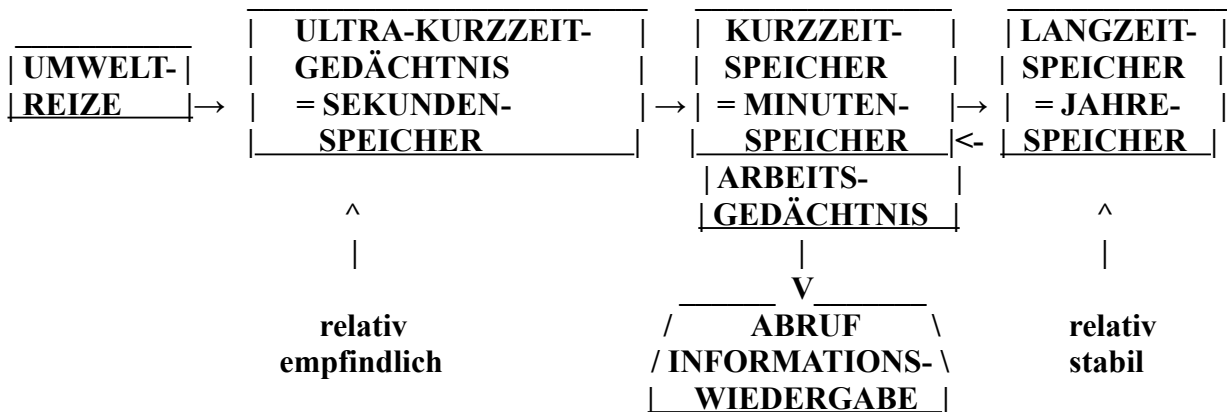 ULTRA-KURZZEIT- KURZZEIT- LANGZEIT-
UMWELT- GEDÄCHTNIS SPEICHER SPEICHER
REIZE → = SEKUNDEN- → = MINUTEN- → = JAHRE-
SPEICHER SPEICHER <- SPEICHER
ARBEITS-
^ GEDÄCHTNIS ^
V
relativ ABRUF relativ
empfindlich INFORMATIONS- stabil
WIEDERGABE